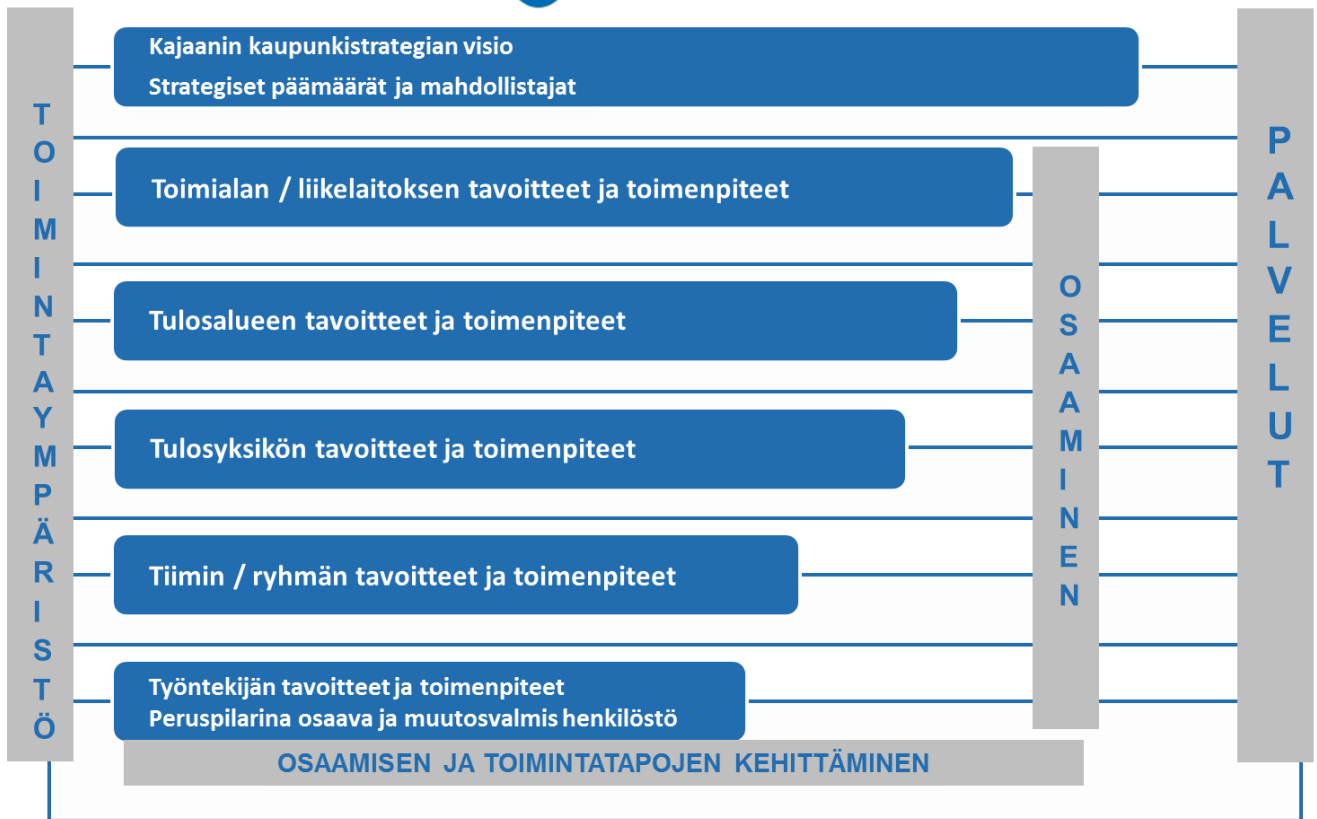 TOIMINTAYMPÄRISTÖ
Kajaanin kaupunkistrategian visio
Strategiset päämäärät ja mahdollistajat
Toimialan / liikelaitoksen tavoitteet ja toimenpiteet
Tulosalueen tavoitteet ja toimenpiteet
Tulosyksikön tavoitteet ja toimenpiteet
Tiimin / ryhmän tavoitteet ja toimenpiteet
Työntekijän tavoitteet ja toimenpiteet
Peruspilarina osaava ja muutosvalmis henkilöstö
OSAAMINEN
PALVELUT
OSAAMISEN JA TOIMINTATAPOJEN KEHITTÄMINEN